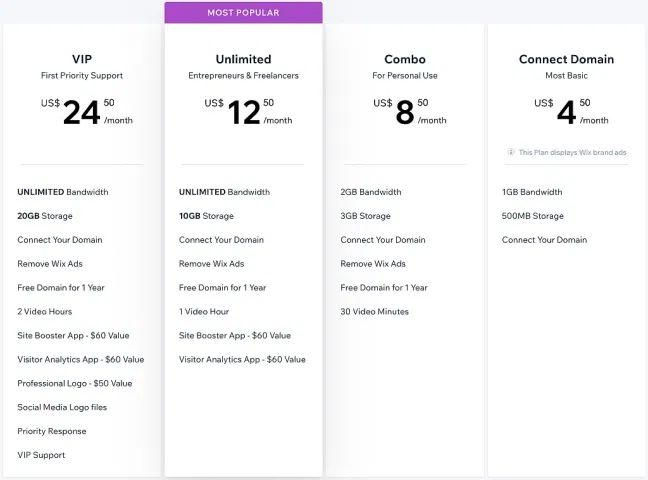 MOST POPULAR
VIP
First Priority Support
US$ 24 50 /month
UNLIMITED Bandwidth
20GB Storage
Connect Your Domain
Remove Wix Ads
Free Domain for 1 Year
2 Video Hours
Site Booster App - $60 Value
Visitor Analytics App - $60 Value
Professional Logo - $50 Value
Social Media Logo files
Priority Response
VIP Support
Unlimited
Entrepreneurs & Freelancers
US$ 12 50 /month
UNLIMITED Bandwidth
10GB Storage
Connect Your Domain
Remove Wix Ads
Free Domain for 1 Year
1 Video Hour
Site Booster App - $60 Value
Visitor Analytics App - $60 Value
Combo
For Personal Use
US$ 8 50 /month
2GB Bandwidth
3GB Storage
Connect Your Domain
Remove Wix Ads
Free Domain for 1 Year
30 Video Minutes
Connect Domain
Most Basic
US$ 4 50 /month
This Plan displays Wix brand ads
1GB Bandwidth
500MB Storage
Connect Your Domain